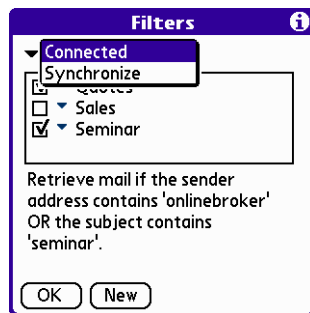 Filters
Connected
Synchronize
Quotes
Sales
Seminar
Retrieve mail if the sender
address contains 'onlinebroker'
OR the subject contains
'seminar'.
OK New